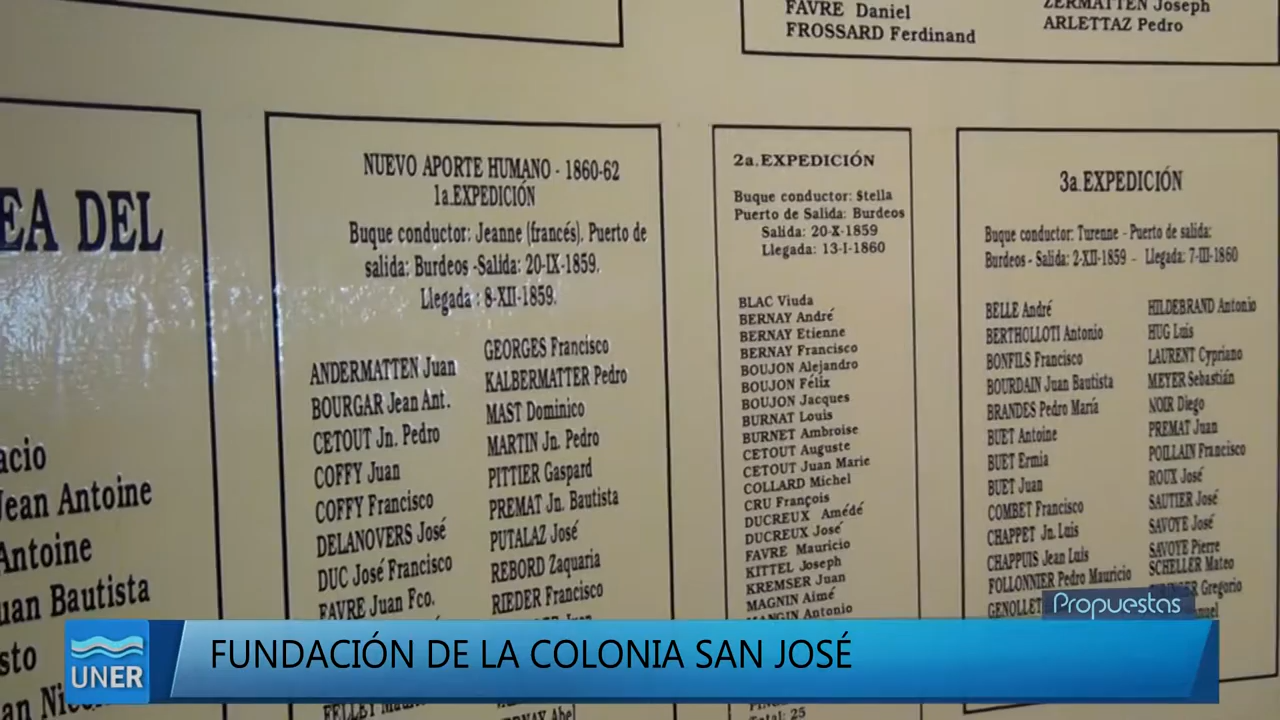 FAVRE Daniel
FROSSARD Ferdinand
ZERMATTEN Joseph
ARLETTAZ Pedro
EA DEL
acio
Jean Antoine
Antoine
uan Bautista
sto
NUEVO APORTE HUMANO - 1860-62
1a.EXPEDICIÓN
Buque conductor: Jeanne (francés). Puerto de
salida: Burdeos -Salida: 20-IX-1859.
Llegada : 8-XII-1859.
ANDERMATTEN Juan
BOURGAR Jean Ant.
CETOUT Jn. Pedro
COFFY Juan
COFFY Francisco
DELANOVERS José
DUC José Francisco
FAVRE Juan Fco.
GEORGES Francisco
KALBERMATTER Pedro
MAST Dominico
MARTIN Jn. Pedro
PITTIER Gaspard
PREMAT Jn. Bautista
PUTALAZ José
REBORD Zaquaria
RIEDER Francisco
2a.EXPEDICIÓN
Buque conductor: Stella
Puerto de Salida: Burdeos
Salida: 20-X-1859
Llegada: 13-I-1860
BLAC Viuda
BERNAY André
BERNAY Etienne
BERNAY Francisco
BOUJON Alejandro
BOUJON Félix
BOUJON Jacques
BURNAT Louis
BURNET Ambroise
CETOUT Auguste
CETOUT Juan Marie
COLLARD Michel
CRU François
DUCREUX Amédé
DUCREUX José
FAVRE Mauricio
KITTEL Joseph
KREMSER Juan
MAGNIN Aimé
MANGIN Antonio
Total: 25
3a.EXPEDICIÓN
Buque conductor: Turenne - Puerto de salida:
Burdeos - Salida: 2-XII-1859 - Llegada: 7-III-1860
BELLE André
BERTHOLLOTI Antonio
BONFILS Francisco
BOURDAIN Juan Bautista
BRANDES Pedro María
BUET Antoine
BUET Ermia
BUET Juan
COMBET Francisco
CHAPPET Jn. Luis
CHAPPUIS Jean Luis
FOLLONNIER Pedro Mauricio
GENOLLET
HILDEBRAND Antonio
HUG Luis
LAURENT Cypriano
MEYER Sebastián
NOIR Diego
PREMAT Juan
POILLAIN Francisco
ROUX José
SAUTIER José
SAVOYE José
SAVOYE Pierre
SCHELLER Mateo
Gregorio
Propuestas
UNER
FUNDACIÓN DE LA COLONIA SAN JOSÉ